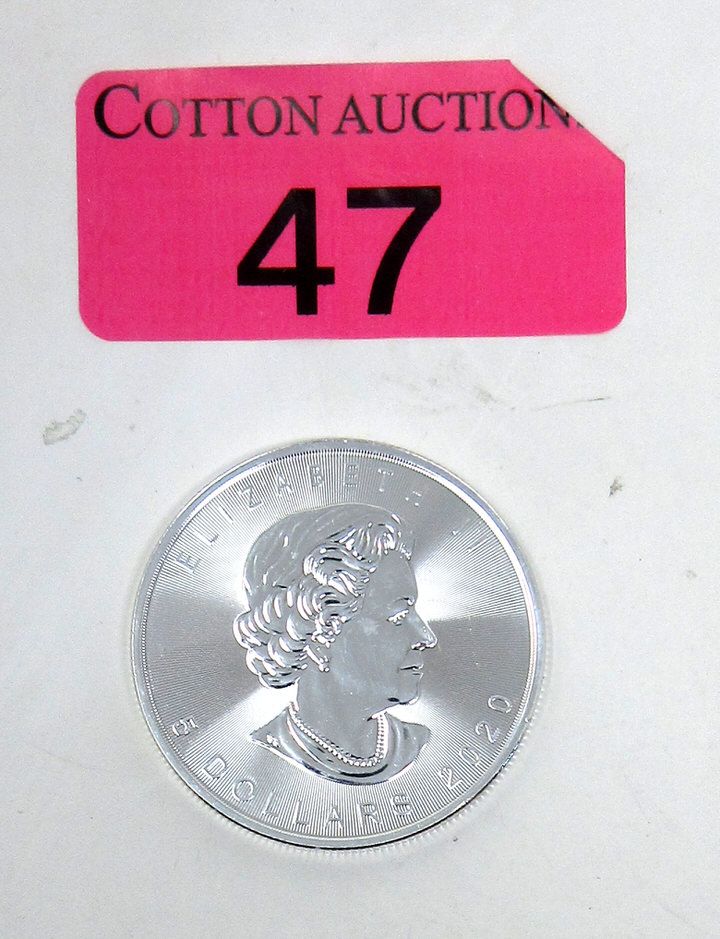 COTTON AUCTION
47
ELIZABETH II
5 DOLLARS 2020